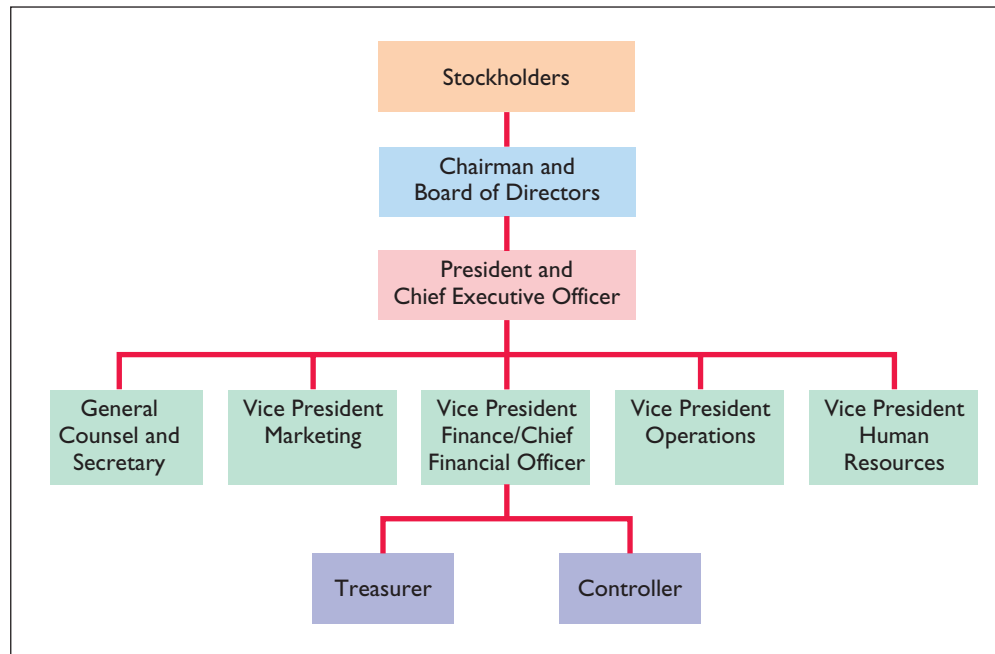 Stockholders
Chairman and
Board of Directors
President and
Chief Executive Officer
General
Counsel and
Secretary
Vice President
Marketing
Vice President
Finance/Chief
Financial Officer
Vice President
Operations
Vice President
Human
Resources
Treasurer
Controller